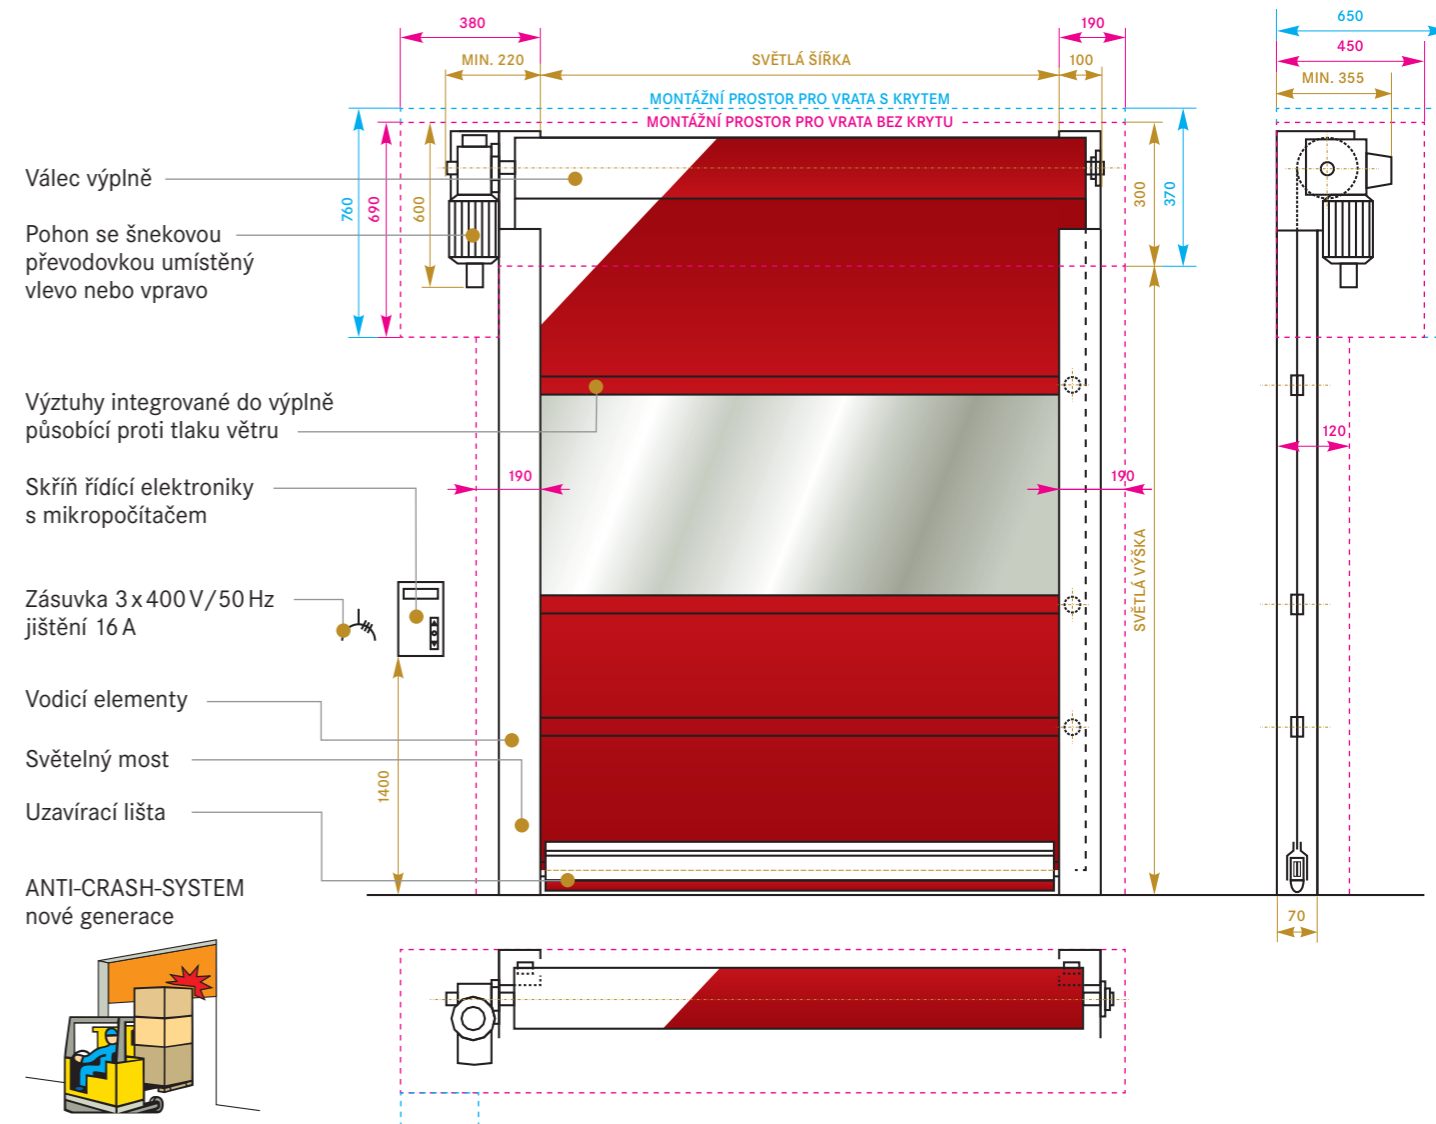 380
190
650
450
MIN. 220
SVĚTLÁ ŠÍŘKA
100
MIN. 355
MONTÁŽNÍ PROSTOR PRO VRATA S KRYTEM
MONTÁŽNÍ PROSTOR PRO VRATA BEZ KRYTU
Válec výplně
760
690
600
300
370
Pohon se šnekovou
převodovkou umístěný
vlevo nebo vpravo
Výztuhy integrované do výplně
působící proti tlaku větru
120
190
190
Skříň řídící elektroniky
s mikropočítačem
SVĚTLÁ VÝŠKA
Zásuvka 3 x 400 V / 50 Hz
jištění 16 A
Vodicí elementy
Světelný most
1400
Uzavírací lišta
ANTI-CRASH-SYSTEM
nové generace
70